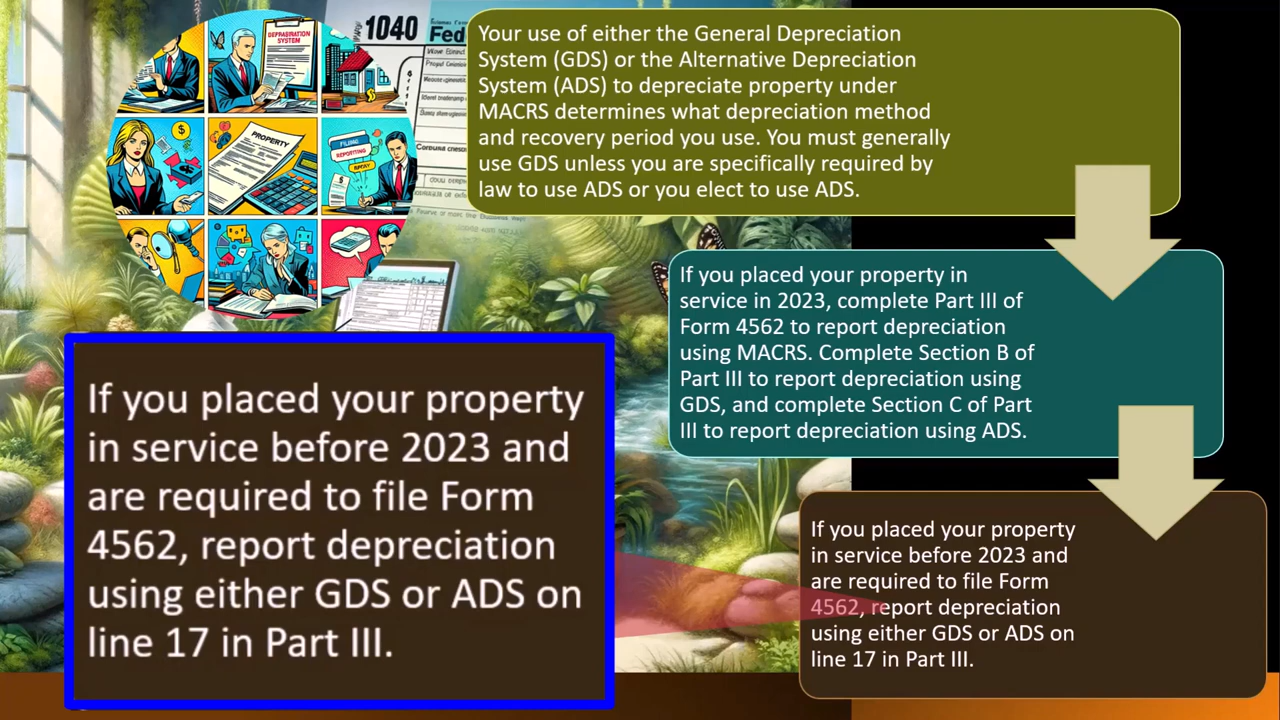 1040
Fed
DEPRASINATION
SYSTEM
PROPERTY
REPORTING
Your use of either the General Depreciation
System (GDS) or the Alternative Depreciation
System (ADS) to depreciate property under
MACRS determines what depreciation method
and recovery period you use. You must generally
use GDS unless you are specifically required by
law to use ADS or you elect to use ADS.
If you placed your property in
service in 2023, complete Part III of
Form 4562 to report depreciation
using MACRS. Complete Section B of
Part III to report depreciation using
GDS, and complete Section C of Part
III to report depreciation using ADS.
If you placed your property
in service before 2023 and
are required to file Form
4562, report depreciation
using either GDS or ADS on
line 17 in Part III.
If you placed your property
in service before 2023 and
are required to file Form
4562, report depreciation
using either GDS or ADS on
line 17 in Part III.